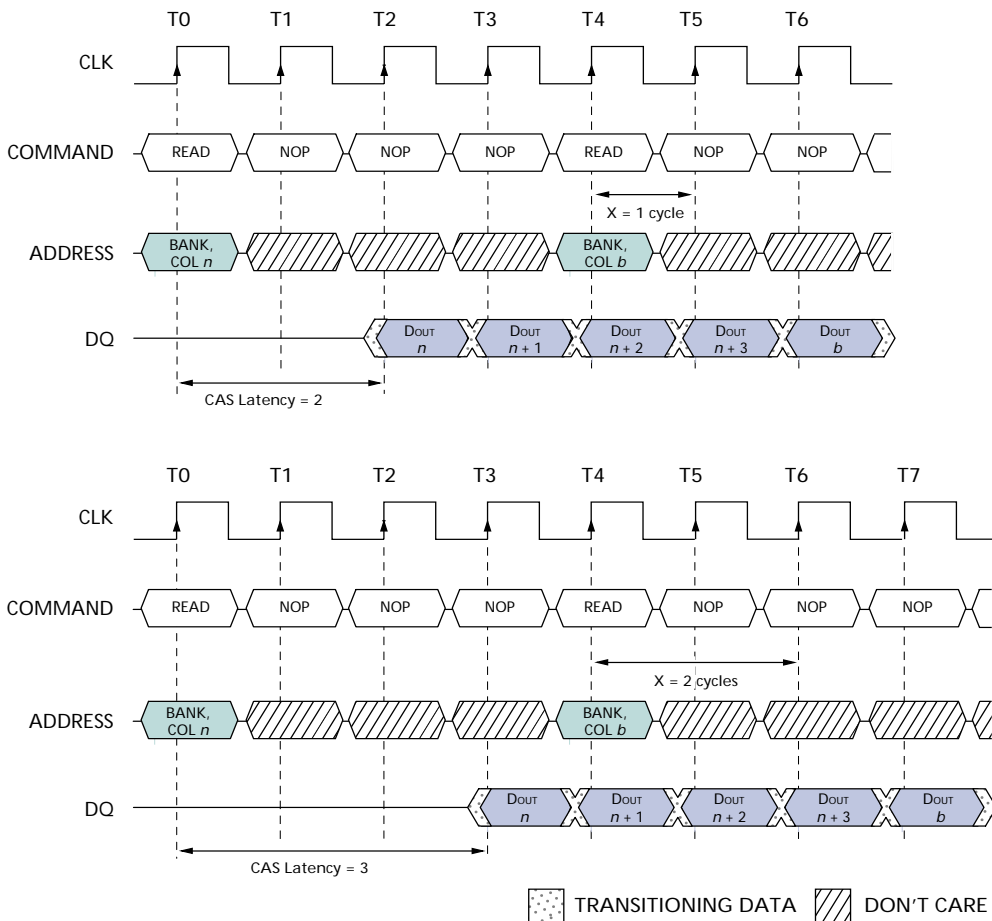 T0 T1 T2 T3 T4 T5 T6
CLK
COMMAND READ NOP NOP NOP READ NOP NOP
X = 1 cycle
ADDRESS BANK, COL n BANK, COL b
DQ DOUT n DOUT n + 1 DOUT n + 2 DOUT n + 3 DOUT b
CAS Latency = 2
T0 T1 T2 T3 T4 T5 T6 T7
CLK
COMMAND READ NOP NOP NOP READ NOP NOP NOP
X = 2 cycles
ADDRESS BANK, COL n BANK, COL b
DQ DOUT n DOUT n + 1 DOUT n + 2 DOUT n + 3 DOUT b
CAS Latency = 3
TRANSITIONING DATA DON'T CARE